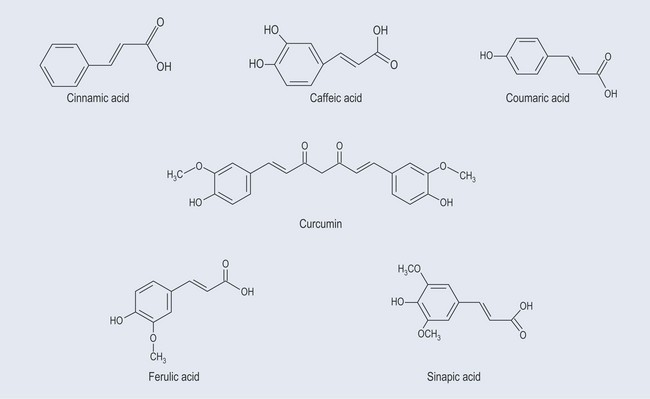 O
OH
Cinnamic acid
HO
HO
OH
O
Caffeic acid
HO
O
OH
Coumaric acid
O O
H₃C O O CH₃
HO OH
Curcumin
O
OH
HO
O
CH₃
Ferulic acid
H₃CO
HO
OCH₃
OH
O
Sinapic acid